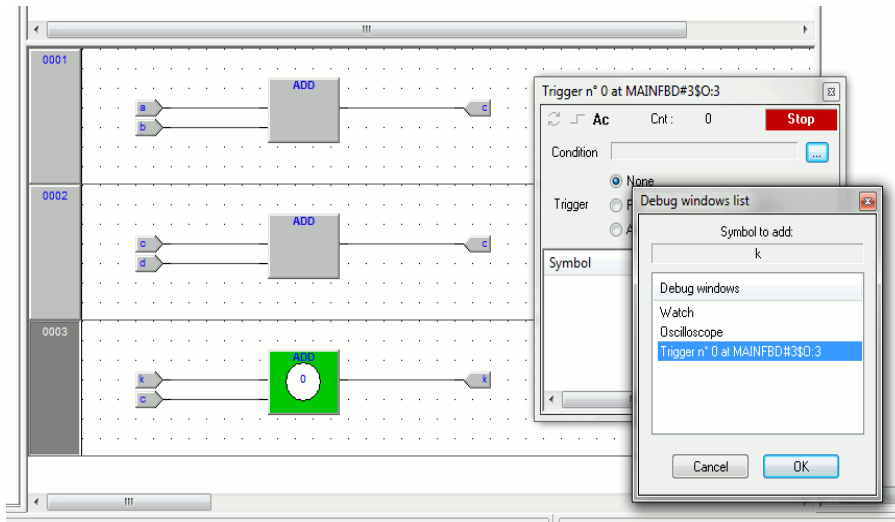 0001
ADD
a
b
c
0002
ADD
c
d
c
0003
ADD
0
k
c
k
Trigger n° 0 at MAINFBD#3$O:3
Ac Cnt: 0 Stop
Condition ...
None
Trigger
Symbol
Debug windows list
Symbol to add:
k
Debug windows
Watch
Oscilloscope
Trigger n° 0 at MAINFBD#3$O:3
Cancel OK